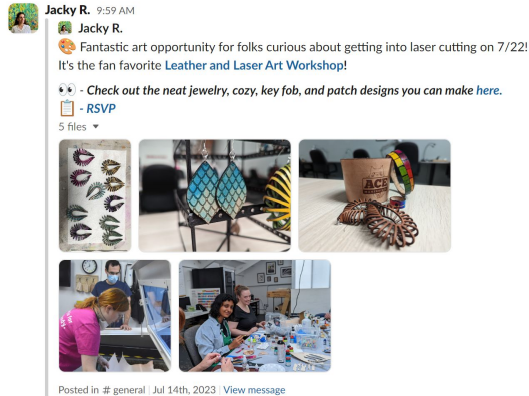 Jacky R. 9:59 AM
Jacky R.
🎨 Fantastic art opportunity for folks curious about getting into laser cutting on 7/22!
It's the fan favorite Leather and Laser Art Workshop!
👀 - Check out the neat jewelry, cozy, key fob, and patch designs you can make here.
📋 - RSVP
5 files
ACE
Posted in # general | Jul 14th, 2023 | View message